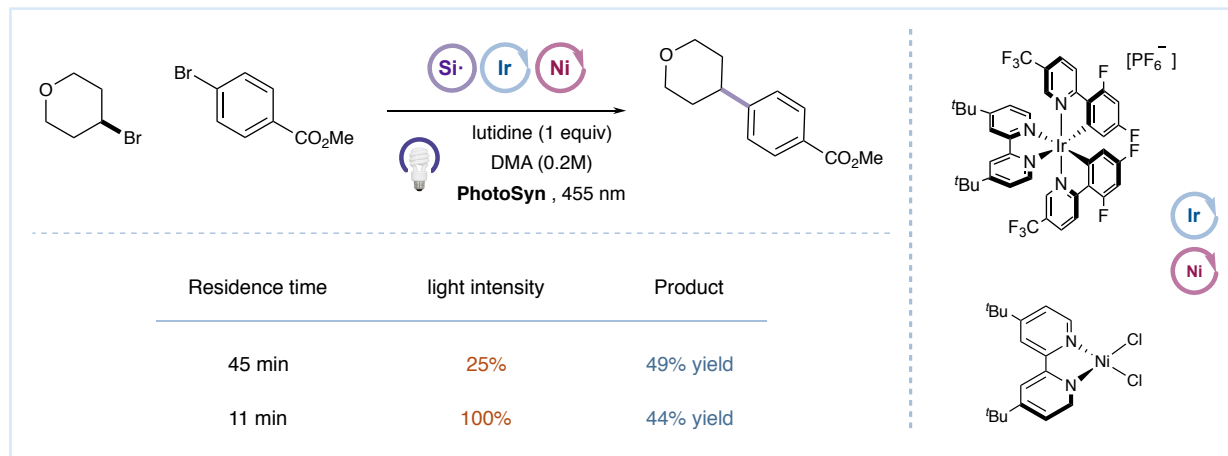 Si· Ir Ni
O
Br
Br
CO₂Me
lutidine (1 equiv)
DMA (0.2M)
PhotoSyn , 455 nm
O
CO₂Me
Residence time light intensity Product
45 min 25% 49% yield
11 min 100% 44% yield
[PF₆⁻]
F₃C
N
F
ᵗBu
N
Ir
F
N
F
ᵗBu
N
F₃C
F
Ir
Ni
ᵗBu
N
Cl
Ni
N
Cl
ᵗBu